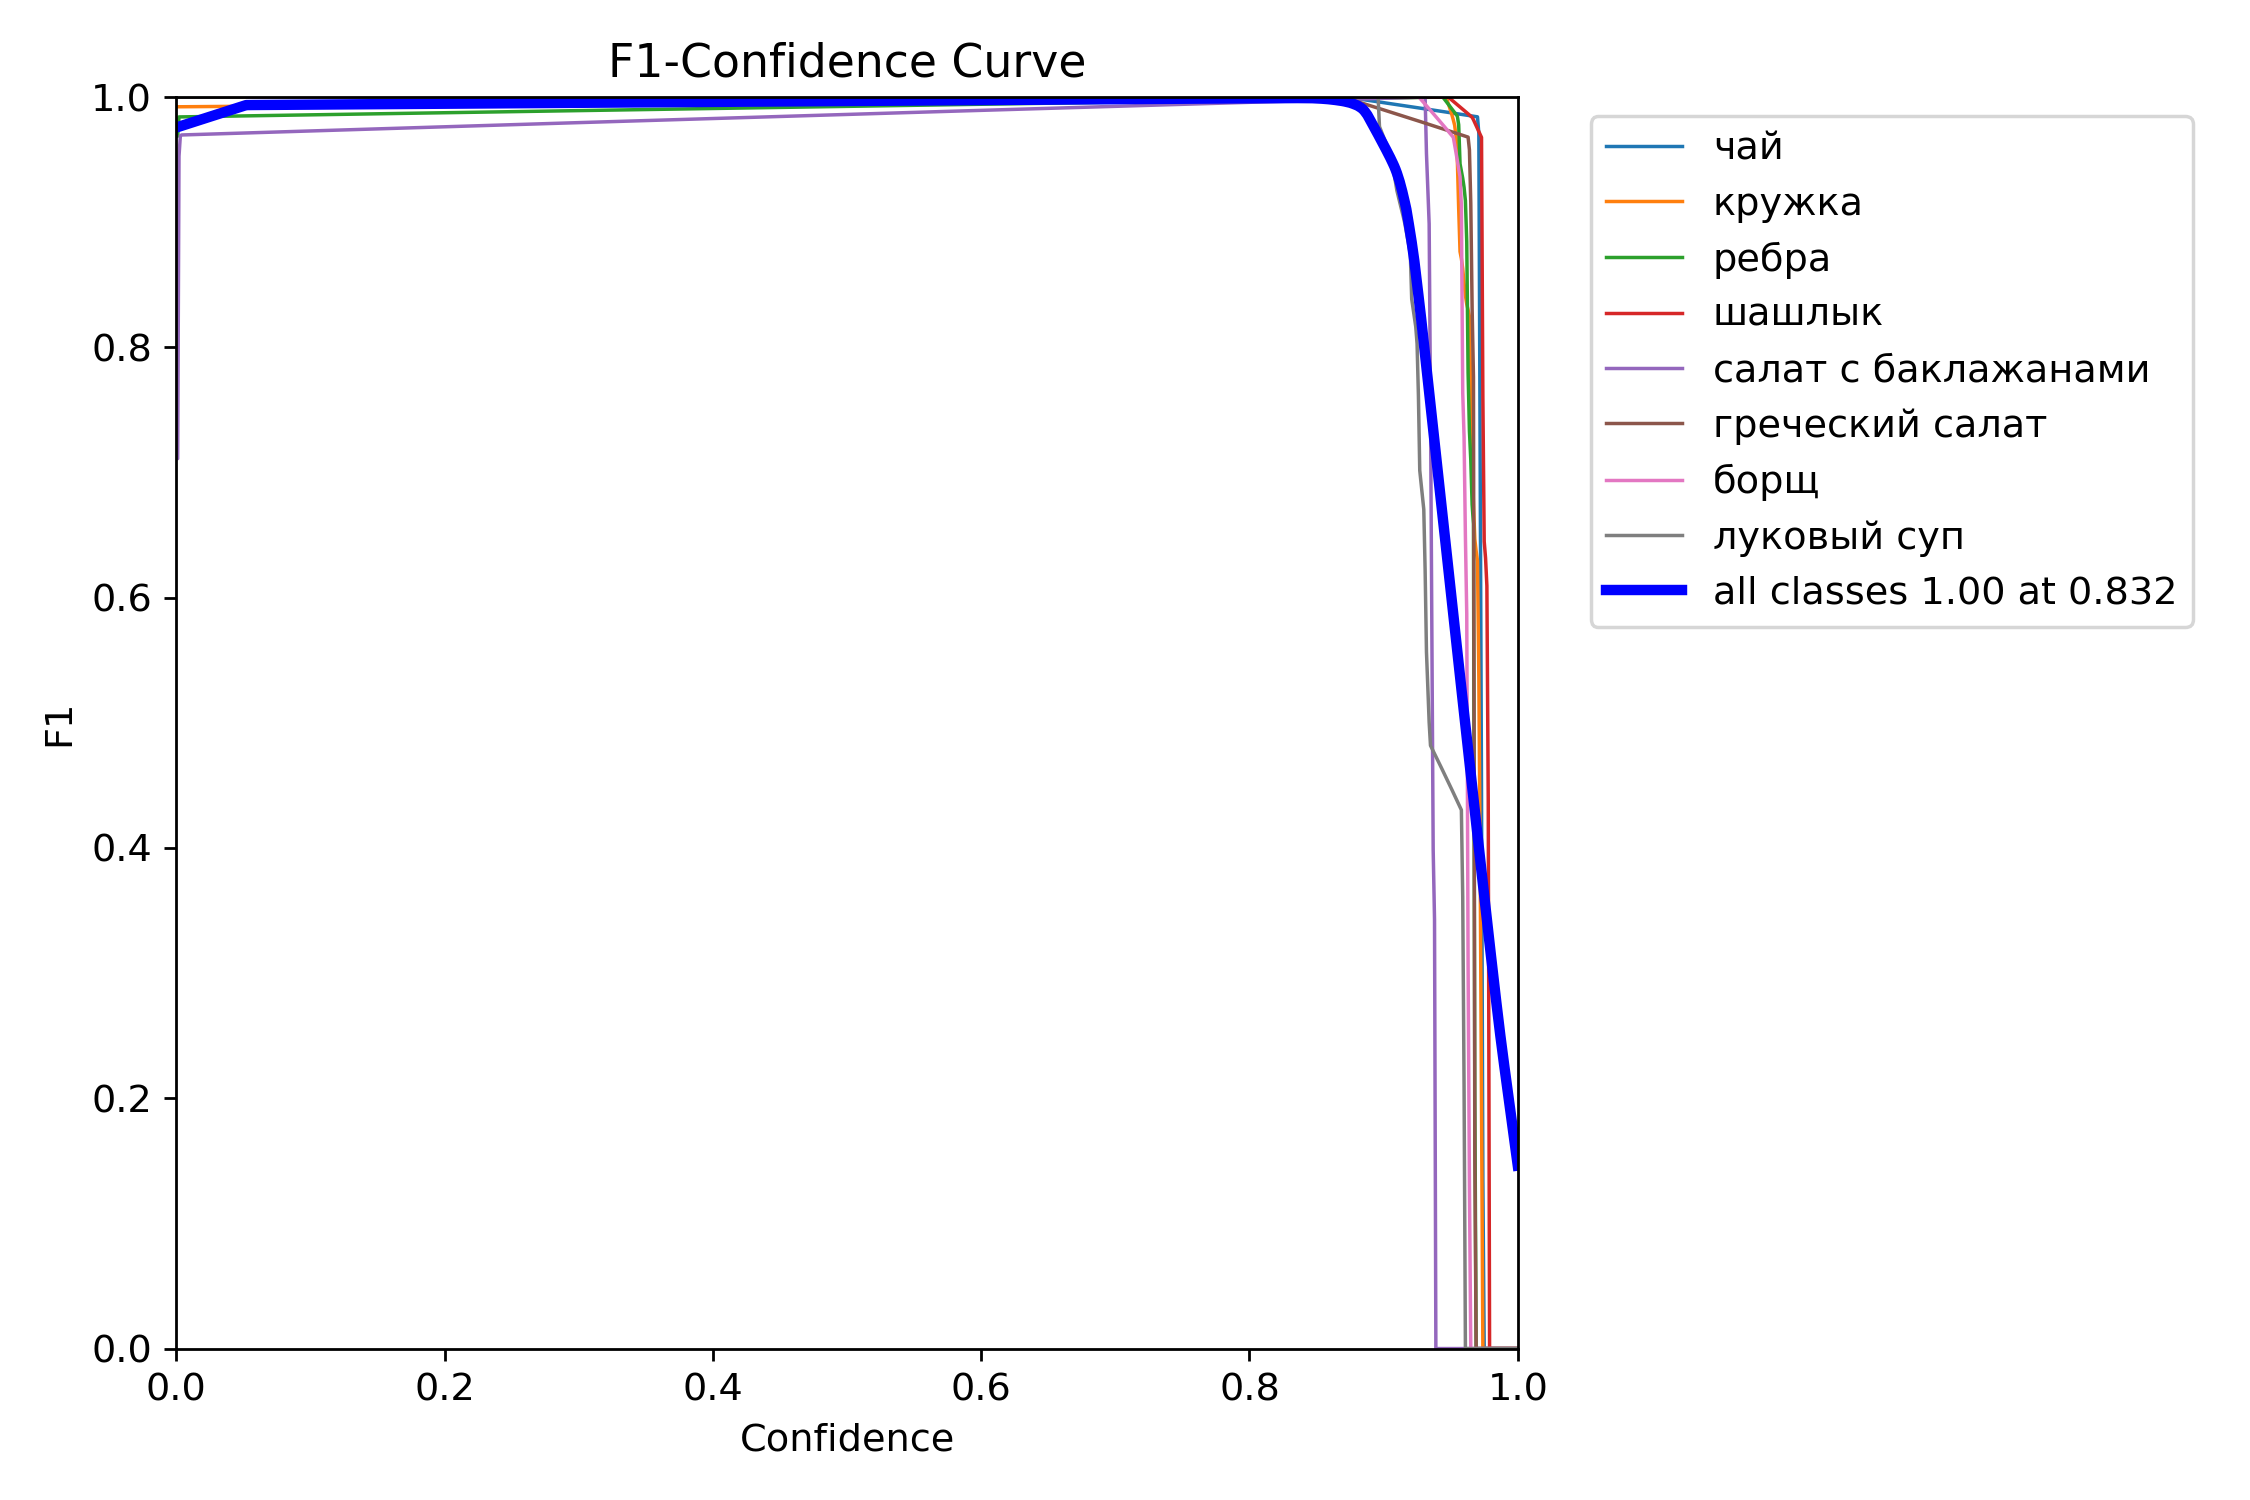 F1-Confidence Curve
1.0
0.8
0.6
0.4
0.2
0.0
F1
0.0 0.2 0.4 0.6 0.8 1.0
Confidence
чай
кружка
ребра
шашлык
салат с баклажанами
греческий салат
борщ
луковый суп
all classes 1.00 at 0.832